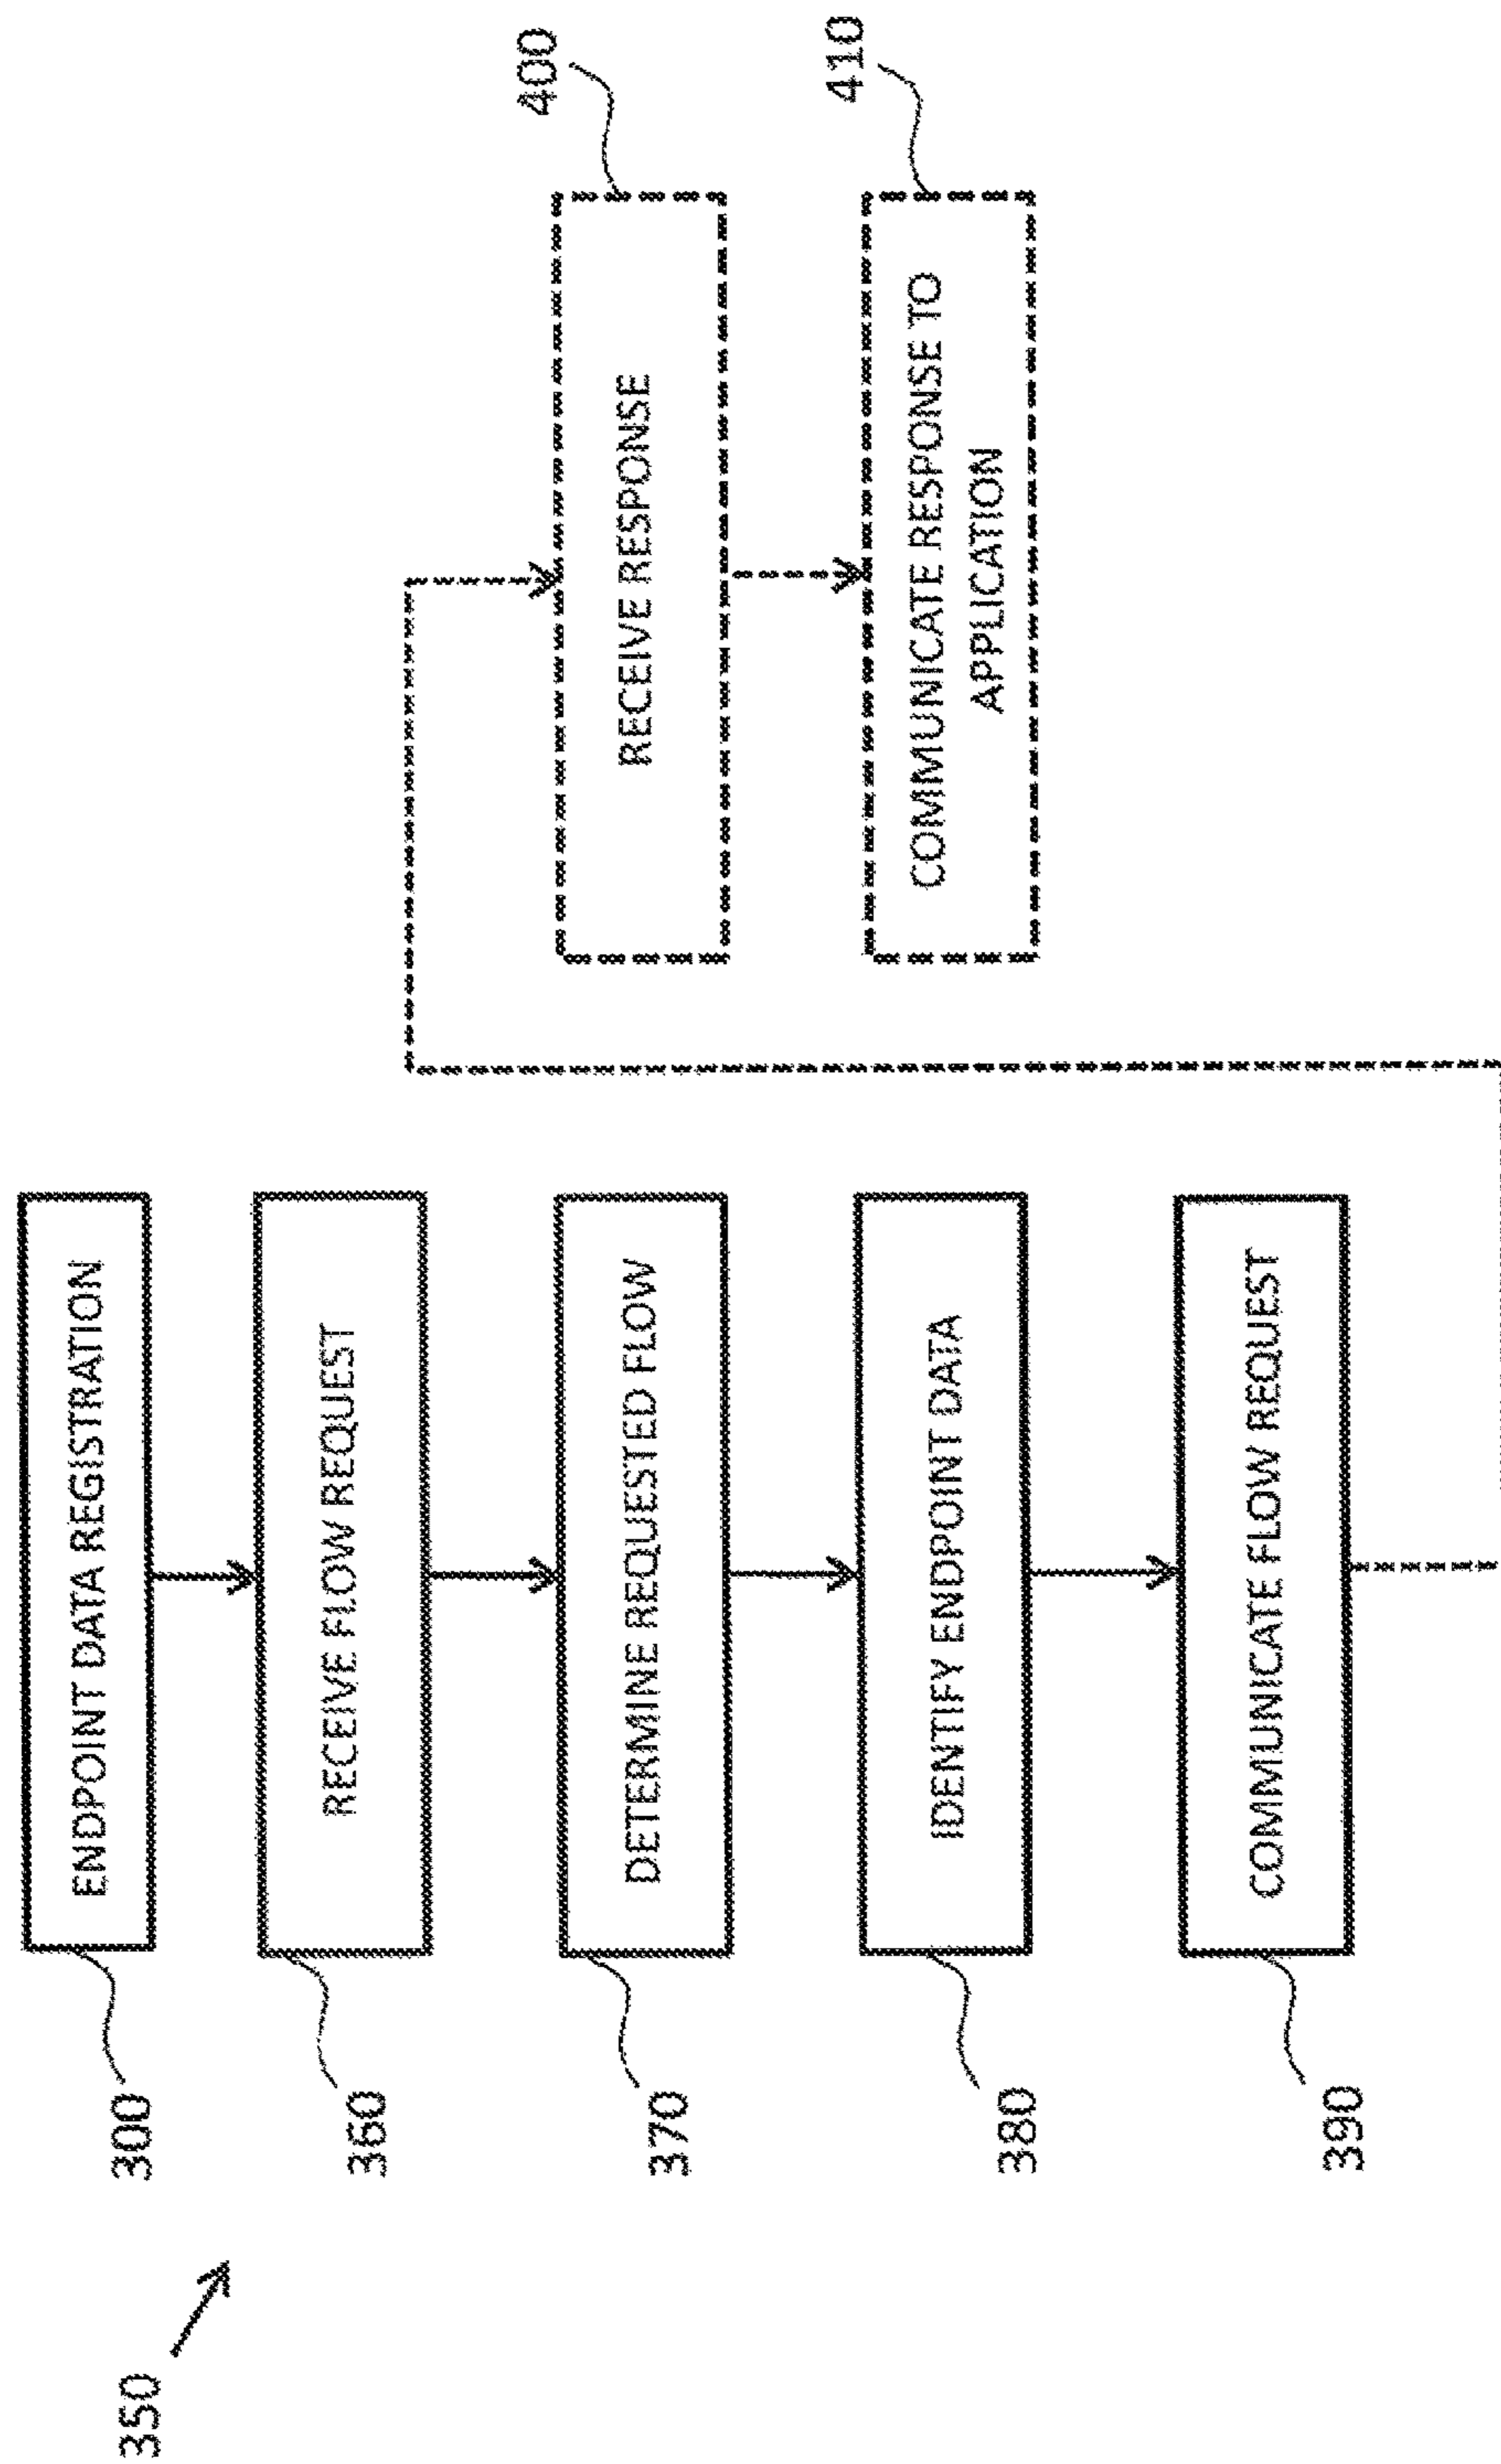 350
300
ENDPOINT DATA REGISTRATION
360
RECEIVE FLOW REQUEST
370
DETERMINE REQUESTED FLOW
380
IDENTIFY ENDPOINT DATA
390
COMMUNICATE FLOW REQUEST
400
RECEIVE RESPONSE
410
COMMUNICATE RESPONSE TO
APPLICATION